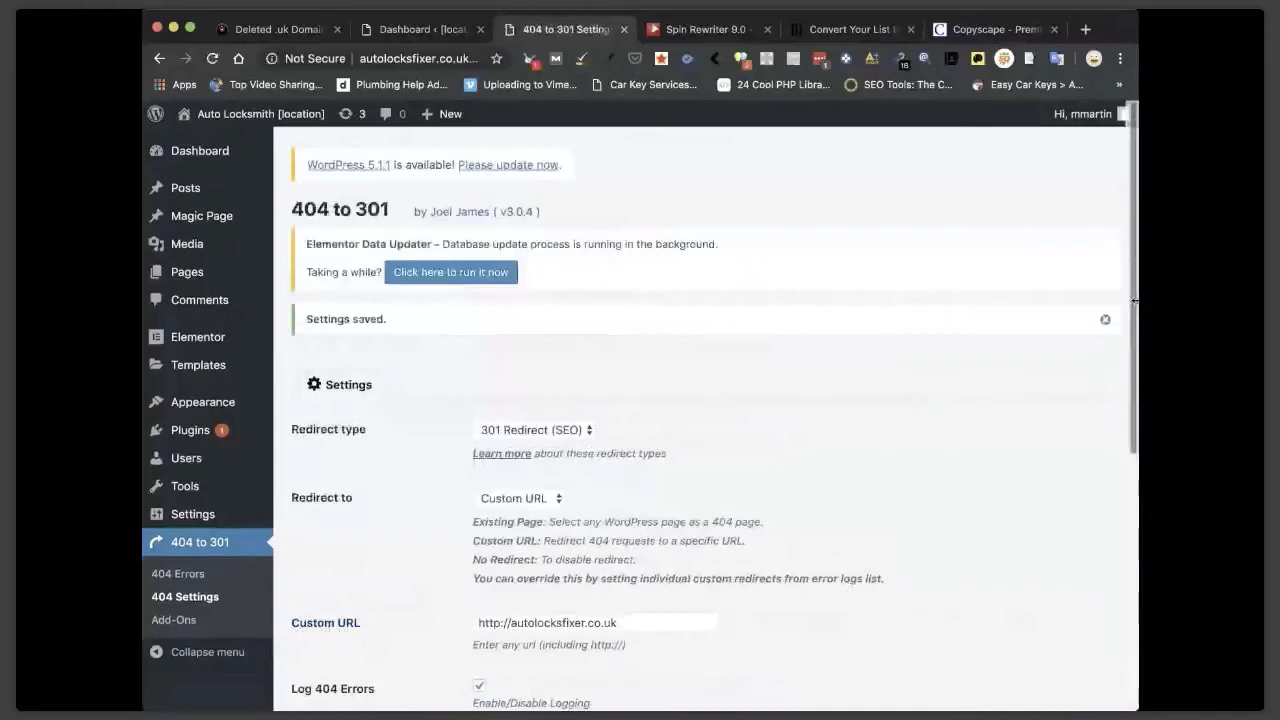 Deleted .uk Domai
Dashboard < [locat
404 to 301 Setting
Spin Rewriter 9.0 -
Convert Your List
Copyscape - Prem
Not Secure | autolocksfixer.co.uk...
Apps
Top Video Sharing...
Plumbing Help Ad...
Uploading to Vime...
Car Key Services...
24 Cool PHP Libra...
SEO Tools: The C...
Easy Car Keys > A...
»
Auto Locksmith [location]
3
0
New
Hi, mmartin
Dashboard
Posts
Magic Page
Media
Pages
Comments
Elementor
Templates
Appearance
Plugins 1
Users
Tools
Settings
404 to 301
404 Errors
404 Settings
Add-Ons
Collapse menu
WordPress 5.1.1 is available! Please update now.
404 to 301 by Joel James ( v3.0.4 )
Elementor Data Updater – Database update process is running in the background.
Taking a while? Click here to run it now
Settings saved.
Settings
Redirect type
301 Redirect (SEO)
Learn more about these redirect types
Redirect to
Custom URL
Existing Page: Select any WordPress page as a 404 page.
Custom URL: Redirect 404 requests to a specific URL.
No Redirect: To disable redirect.
You can override this by setting individual custom redirects from error logs list.
Custom URL
http://autolocksfixer.co.uk
Enter any url (including http://)
Log 404 Errors
Enable/Disable Logging